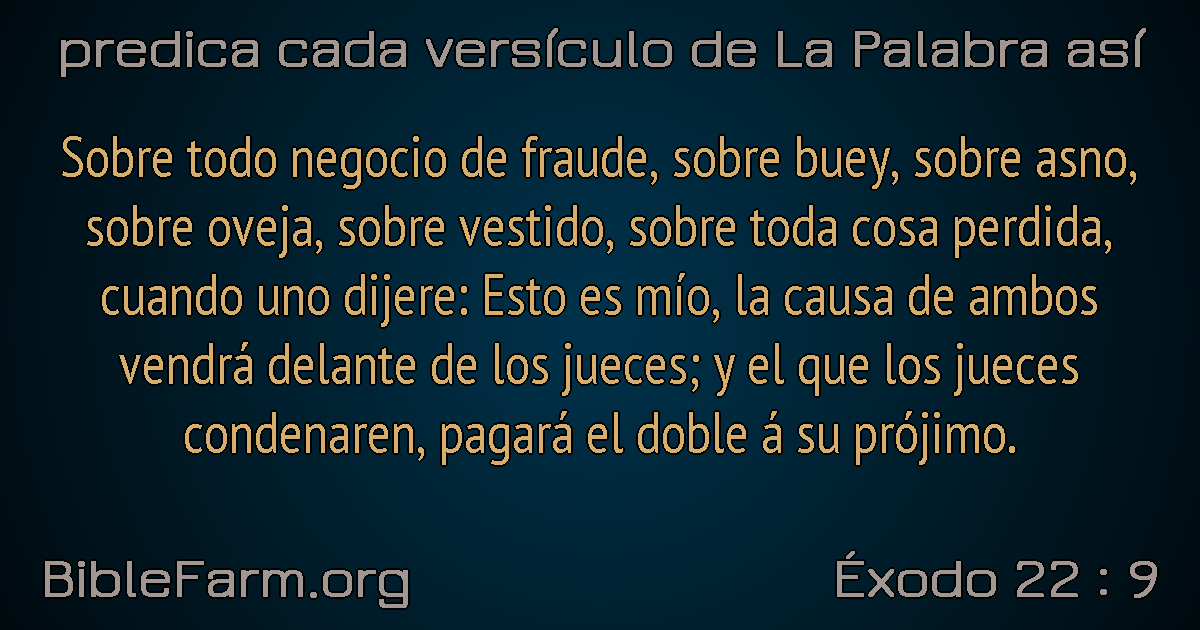 predica cada versículo de La Palabra así
Sobre todo negocio de fraude, sobre buey, sobre asno,
sobre oveja, sobre vestido, sobre toda cosa perdida,
cuando uno dijere: Esto es mío, la causa de ambos
vendrá delante de los jueces; y el que los jueces
condenaren, pagará el doble á su prójimo.
BibleFarm.org
Éxodo 22 : 9